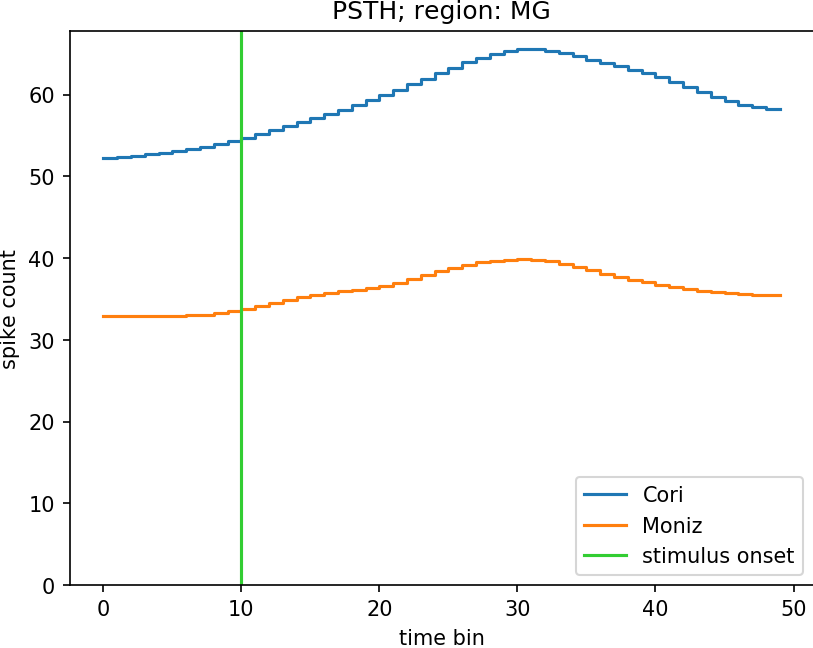 PSTH; region: MG
spike count
60
50
40
30
20
10
0
Cori
Moniz
stimulus onset
0 10 20 30 40 50
time bin